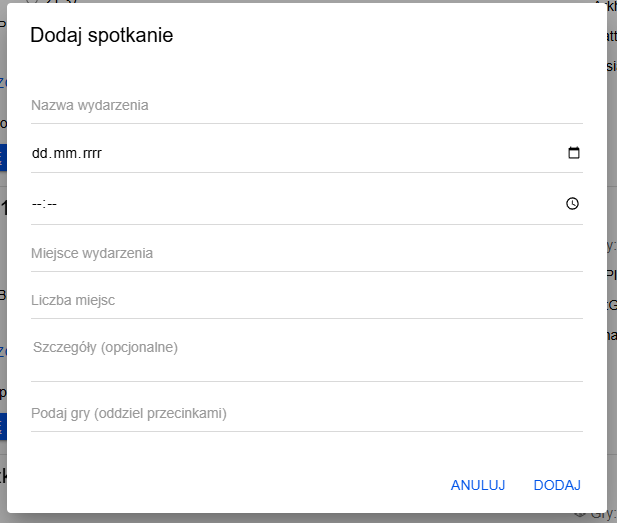 Dodaj spotkanie
Nazwa wydarzenia
dd.mm.rrrr
--:--
Miejsce wydarzenia
Liczba miejsc
Szczegóły (opcjonalne)
Podaj gry (oddziel przecinkami)
ANULUJ DODAJ
Gry: